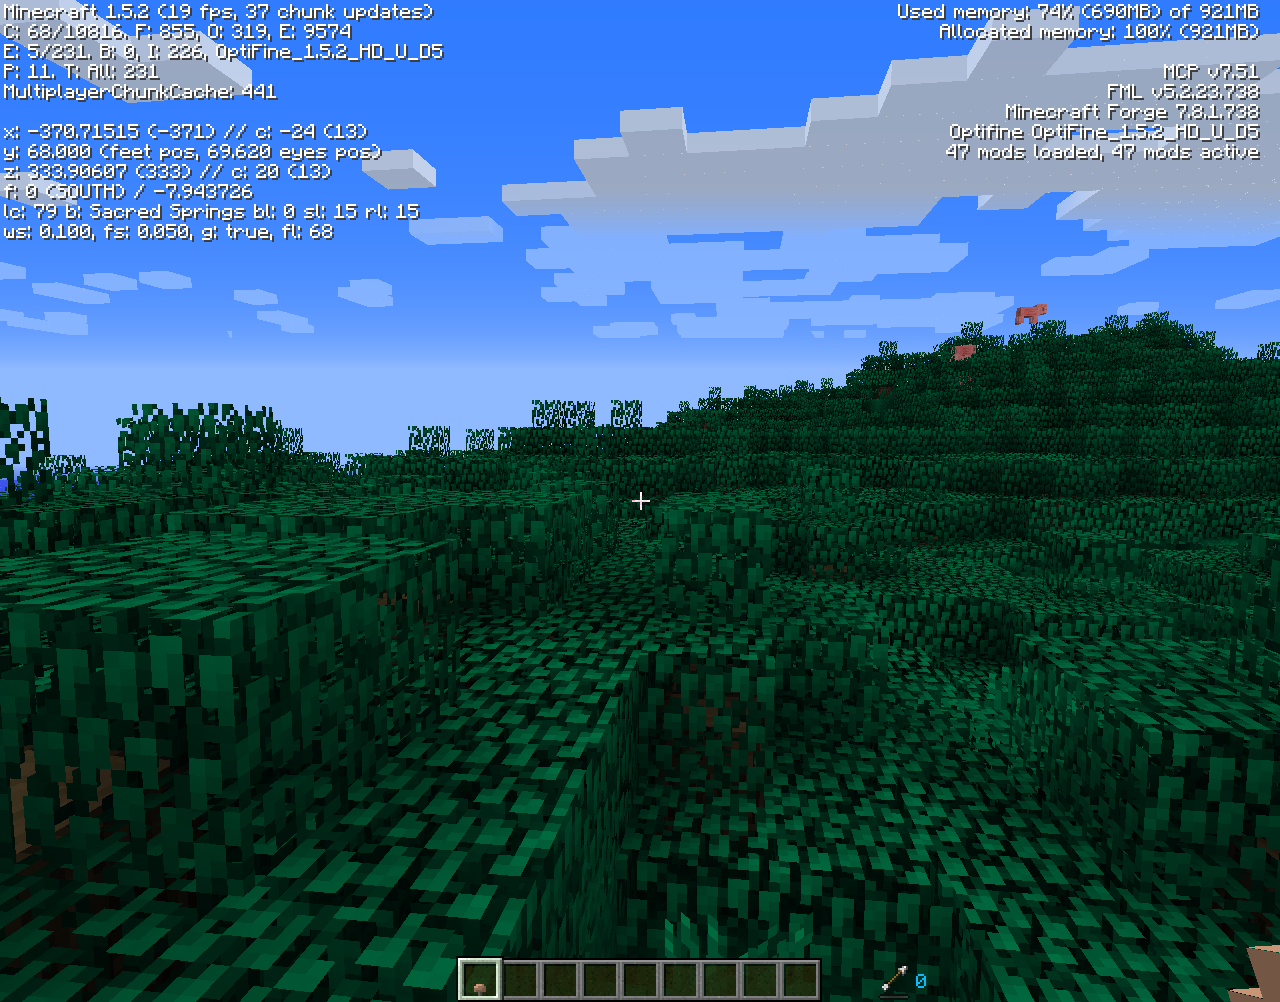 Minecraft 1.5.2 (19 fps, 37 chunk updates)
C: 68/10816, F: 855, O: 319, E: 9574
E: 5/231, B: 0, I: 226, OptiFine_1.5.2_HD_U_D5
P: 11. T: All: 231
MultiplayerChunkCache: 441
x: -370.71515 (-371) // c: -24 (13)
y: 68.000 (feet pos, 69.620 eyes pos)
z: 333.90607 (333) // c: 20 (13)
f: 0 (SOUTH) / -7.943726
lc: 79 b: Sacred Springs bl: 0 sl: 15 rl: 15
ws: 0.100, fs: 0.050, g: true, fl: 68
Used memory: 74% (690MB) of 921MB
Allocated memory: 100% (921MB)
MCP v7.51
FML v5.2.23.738
Minecraft Forge 7.8.1.738
Optifine OptiFine_1.5.2_HD_U_D5
47 mods loaded, 47 mods active
0